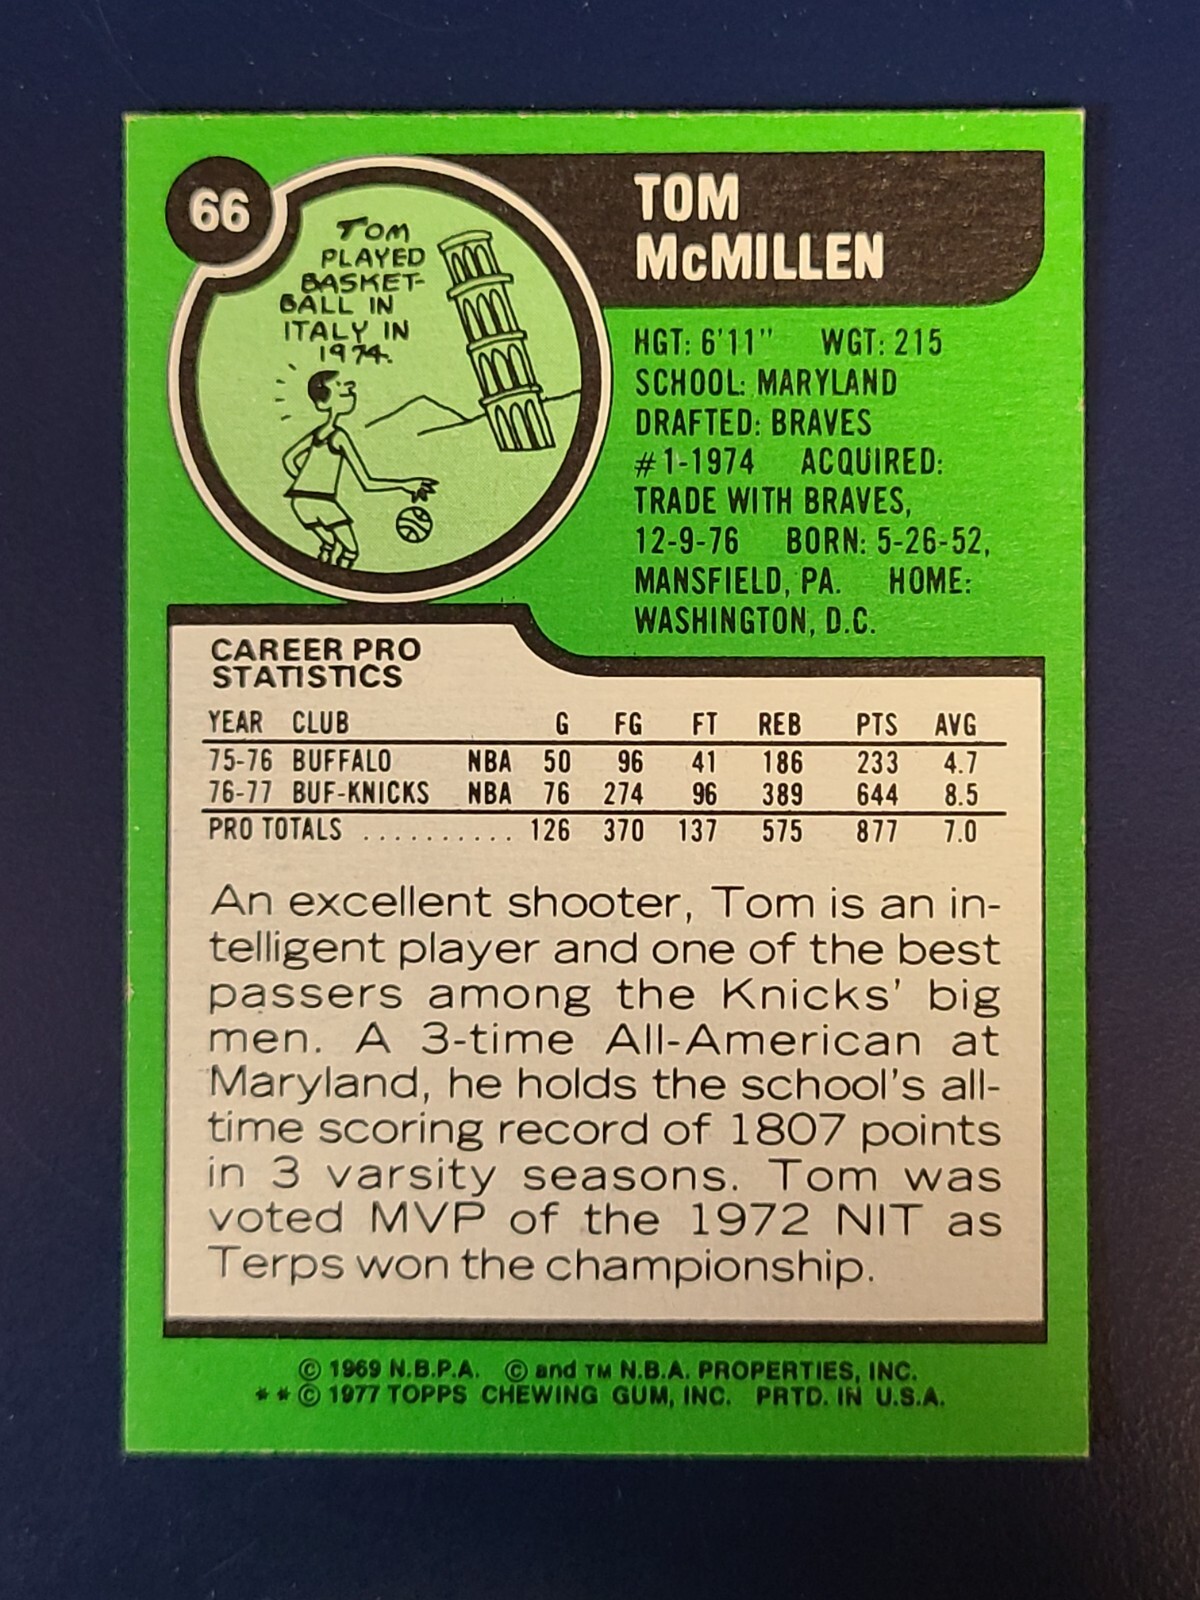 66
TOM
PLAYED
BASKET-
BALL IN
ITALY IN
1974.
TOM
McMILLEN
HGT: 6'11" WGT: 215
SCHOOL: MARYLAND
DRAFTED: BRAVES
#1-1974 ACQUIRED:
TRADE WITH BRAVES,
12-9-76 BORN: 5-26-52,
MANSFIELD, PA. HOME:
WASHINGTON, D.C.
CAREER PRO
STATISTICS
YEAR CLUB G FG FT REB PTS AVG
75-76 BUFFALO NBA 50 96 41 186 233 4.7
76-77 BUF-KNICKS NBA 76 274 96 389 644 8.5
PRO TOTALS .......... 126 370 137 575 877 7.0
An excellent shooter, Tom is an in-
telligent player and one of the best
passers among the Knicks' big
men. A 3-time All-American at
Maryland, he holds the school's all-
time scoring record of 1807 points
in 3 varsity seasons. Tom was
voted MVP of the 1972 NIT as
Terps won the championship.
© 1969 N.B.P.A. © and TM N.B.A. PROPERTIES, INC.
* * © 1977 TOPPS CHEWING GUM, INC. PRTD. IN U.S.A.